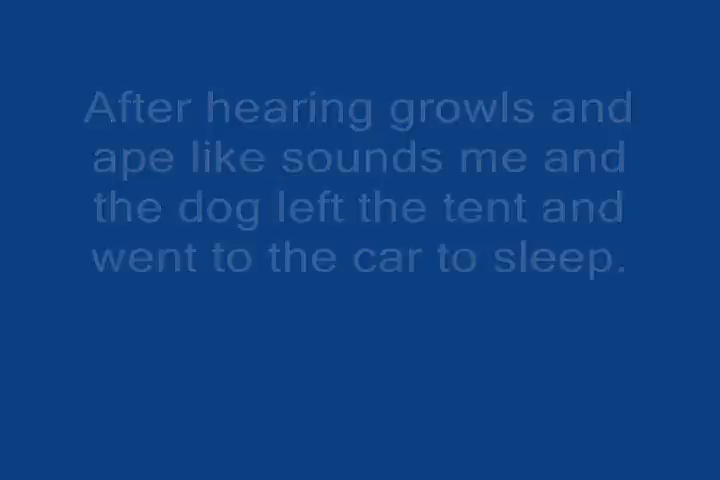 After hearing growls and
ape like sounds me and
the dog left the tent and
went to the car to sleep.